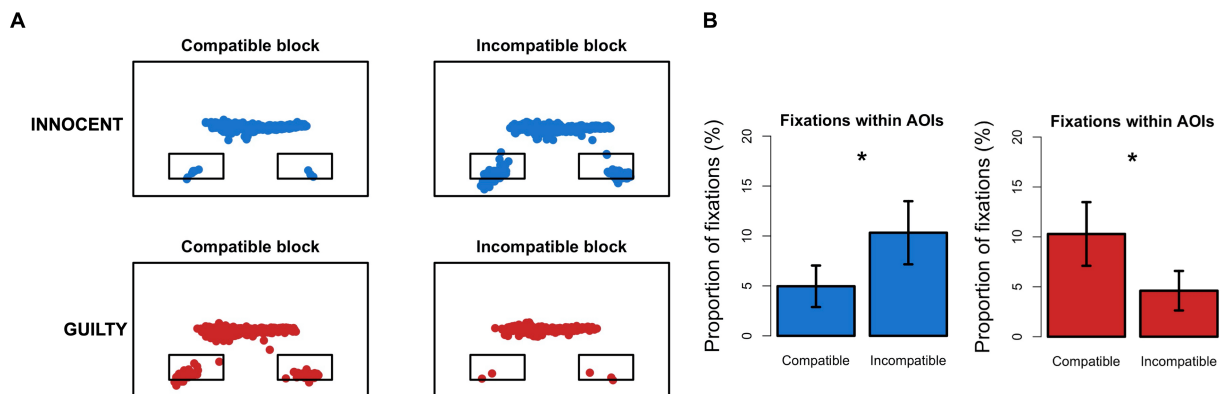 A
Compatible block
Incompatible block
INNOCENT
Compatible block
Incompatible block
GUILTY
B
Fixations within AOIs
Proportion of fixations (%)
20
15
10
5
0
*
Compatible
Incompatible
Fixations within AOIs
Proportion of fixations (%)
20
15
10
5
0
*
Compatible
Incompatible